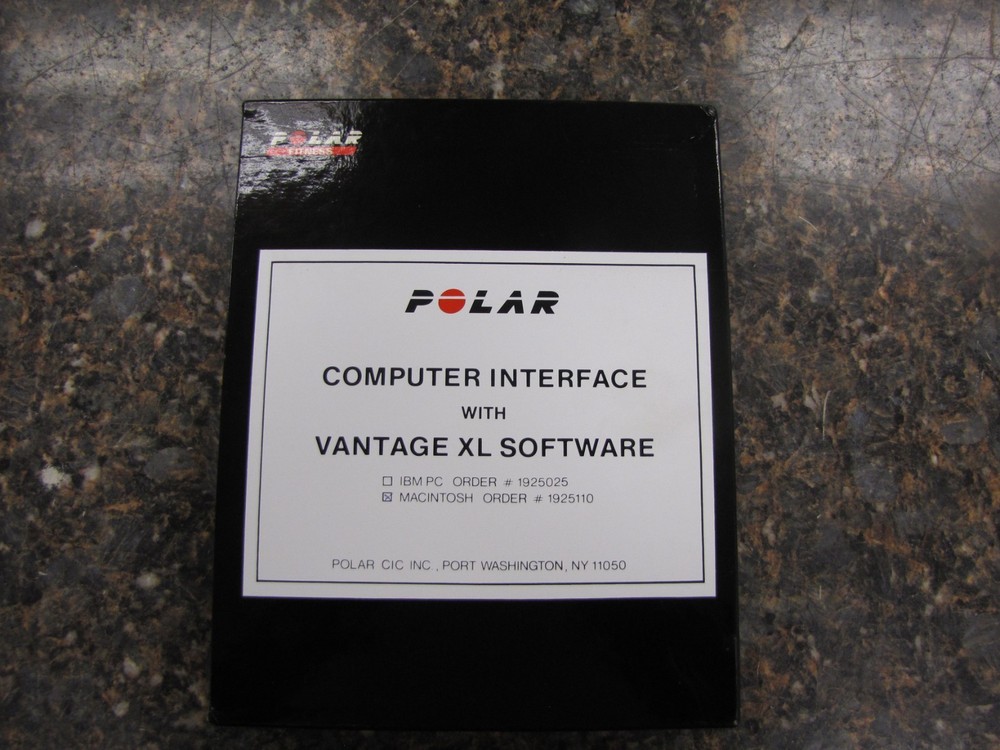 POLAR
FITNESS
POLAR
COMPUTER INTERFACE
WITH
VANTAGE XL SOFTWARE
☐ IBM PC ORDER # 1925025
☒ MACINTOSH ORDER # 1925110
POLAR CIC INC., PORT WASHINGTON, NY 11050